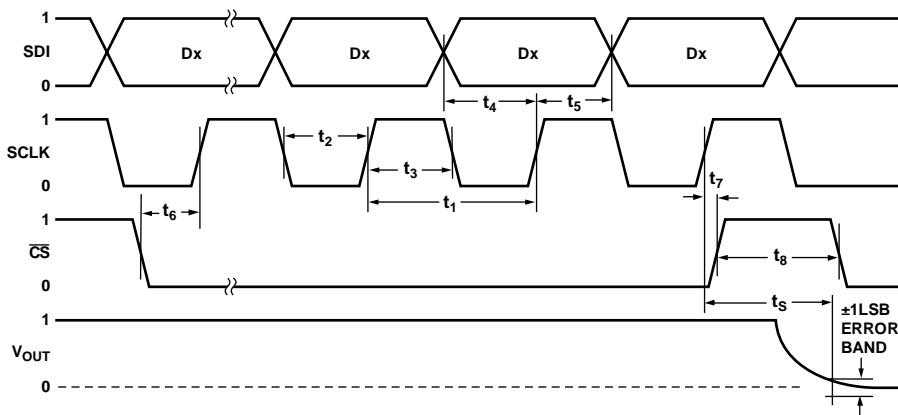 1
SDI
0
Dx
Dx
Dx
Dx
t4
t5
1
SCLK
0
t2
t3
t1
t7
t6
1
CS
0
t8
tS
±1LSB
ERROR
BAND
1
VOUT
0